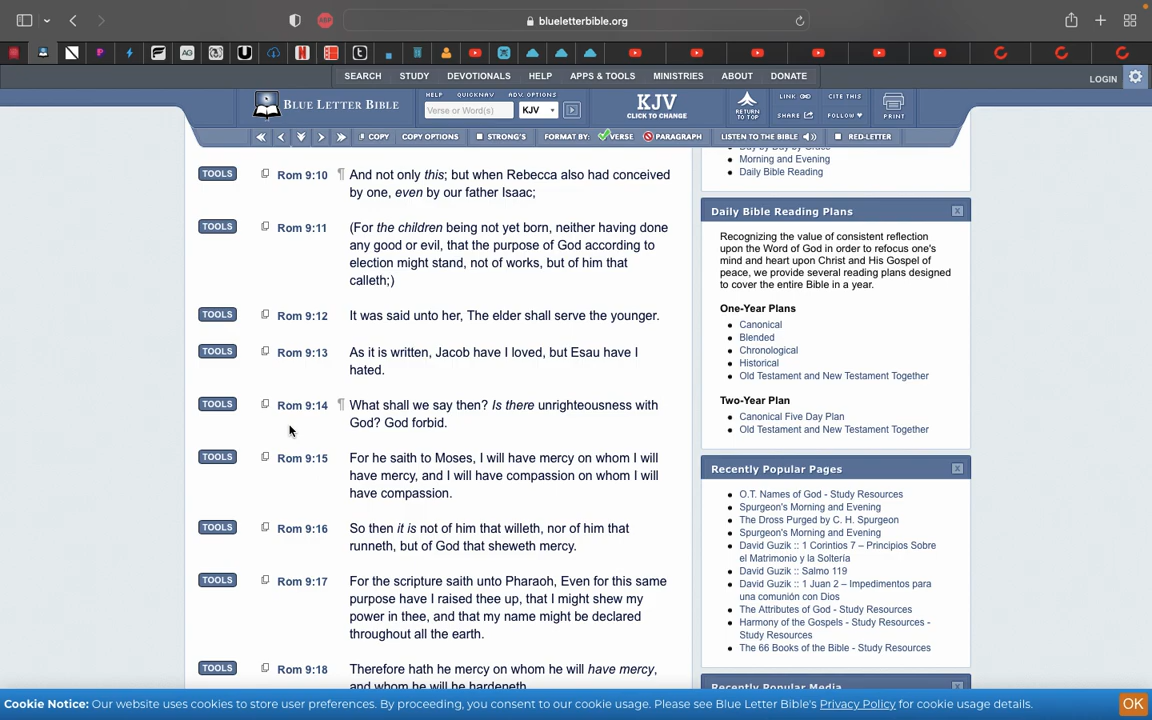 blueletterbible.org
SEARCH STUDY DEVOTIONALS HELP APPS & TOOLS MINISTRIES ABOUT DONATE
LOGIN
HELP QUICKNAV ADV. OPTIONS
BLUE LETTER BIBLE
Verse or Word(s) KJV
KJV
CLICK TO CHANGE
RETURN TO TOP
LINK CITE THIS
SHARE FOLLOW
PRINT
COPY COPY OPTIONS STRONG'S FORMAT BY: VERSE PARAGRAPH LISTEN TO THE BIBLE RED-LETTER
TOOLS Rom 9:10 ¶ And not only this; but when Rebecca also had conceived
by one, even by our father Isaac;
TOOLS Rom 9:11 (For the children being not yet born, neither having done
any good or evil, that the purpose of God according to
election might stand, not of works, but of him that
calleth;)
TOOLS Rom 9:12 It was said unto her, The elder shall serve the younger.
TOOLS Rom 9:13 As it is written, Jacob have I loved, but Esau have I
hated.
TOOLS Rom 9:14 ¶ What shall we say then? Is there unrighteousness with
God? God forbid.
TOOLS Rom 9:15 For he saith to Moses, I will have mercy on whom I will
have mercy, and I will have compassion on whom I will
have compassion.
TOOLS Rom 9:16 So then it is not of him that willeth, nor of him that
runneth, but of God that sheweth mercy.
TOOLS Rom 9:17 For the scripture saith unto Pharaoh, Even for this same
purpose have I raised thee up, that I might shew my
power in thee, and that my name might be declared
throughout all the earth.
TOOLS Rom 9:18 Therefore hath he mercy on whom he will have mercy,
and whom he will he hardeneth.
Day by Day by Grace
Morning and Evening
Daily Bible Reading
Daily Bible Reading Plans
Recognizing the value of consistent reflection
upon the Word of God in order to refocus one's
mind and heart upon Christ and His Gospel of
peace, we provide several reading plans designed
to cover the entire Bible in a year.
One-Year Plans
Canonical
Blended
Chronological
Historical
Old Testament and New Testament Together
Two-Year Plan
Canonical Five Day Plan
Old Testament and New Testament Together
Recently Popular Pages
O.T. Names of God - Study Resources
Spurgeon's Morning and Evening
The Dross Purged by C. H. Spurgeon
Spurgeon's Morning and Evening
David Guzik :: 1 Corintios 7 – Principios Sobre
el Matrimonio y la Soltería
David Guzik :: Salmo 119
David Guzik :: 1 Juan 2 – Impedimentos para
una comunión con Dios
The Attributes of God - Study Resources
Harmony of the Gospels - Study Resources -
Study Resources
The 66 Books of the Bible - Study Resources
Recently Popular Media
Cookie Notice: Our website uses cookies to store user preferences. By proceeding, you consent to our cookie usage. Please see Blue Letter Bible's Privacy Policy for cookie usage details. OK